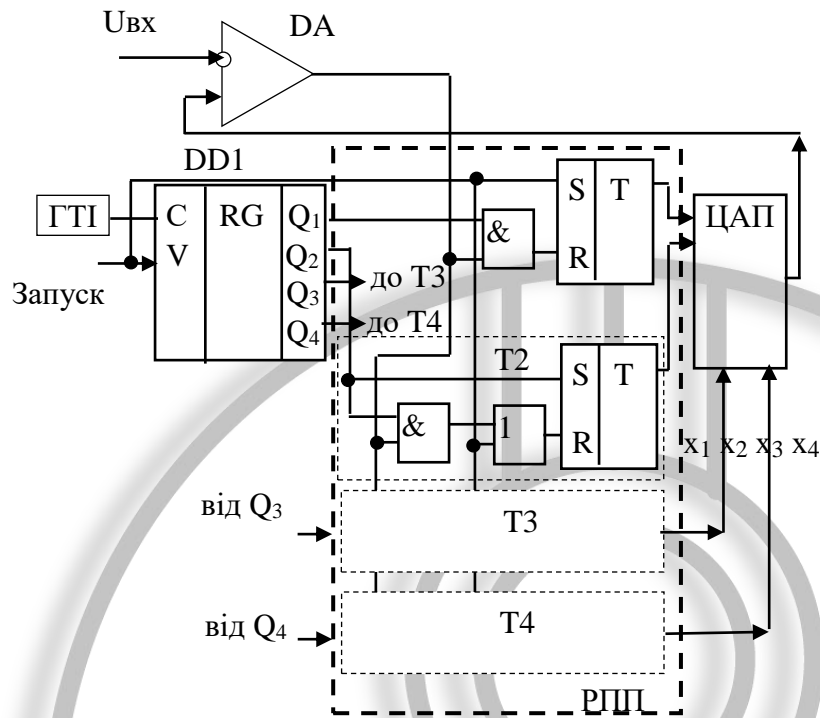 Uвх
DA
DD1
ГТІ
C
RG
Q1
V
Q2
Q3
Q4
Запуск
до Т3
до Т4
&
S
T
R
ЦАП
T2
S
T
&
1
R
x1 x2 x3 x4
від Q3
T3
від Q4
T4
РПП